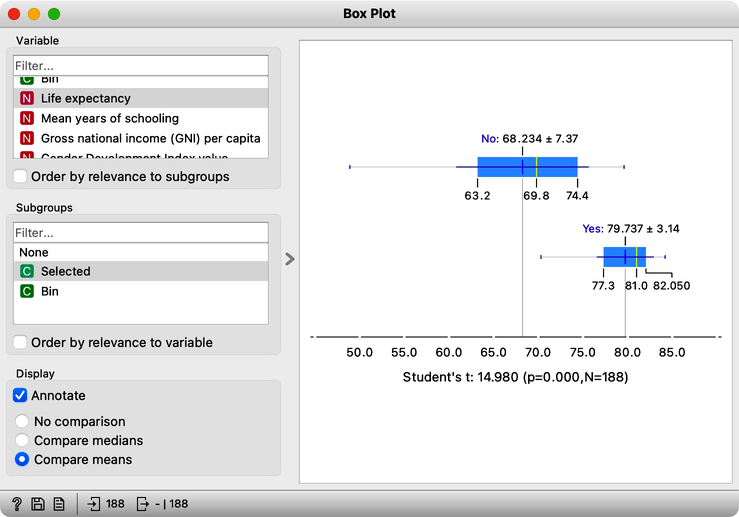 Box Plot
Variable
Filter...
C Bin
N Life expectancy
N Mean years of schooling
N Gross national income (GNI) per capita
N Gender Development Index value
Order by relevance to subgroups
Subgroups
Filter...
None
C Selected
C Bin
Order by relevance to variable
Display
Annotate
No comparison
Compare medians
Compare means
? 188 - | 188
No: 68.234 ± 7.37
63.2 69.8 74.4
Yes: 79.737 ± 3.14
77.3 81.0 82.050
50.0 55.0 60.0 65.0 70.0 75.0 80.0 85.0
Student's t: 14.980 (p=0.000,N=188)